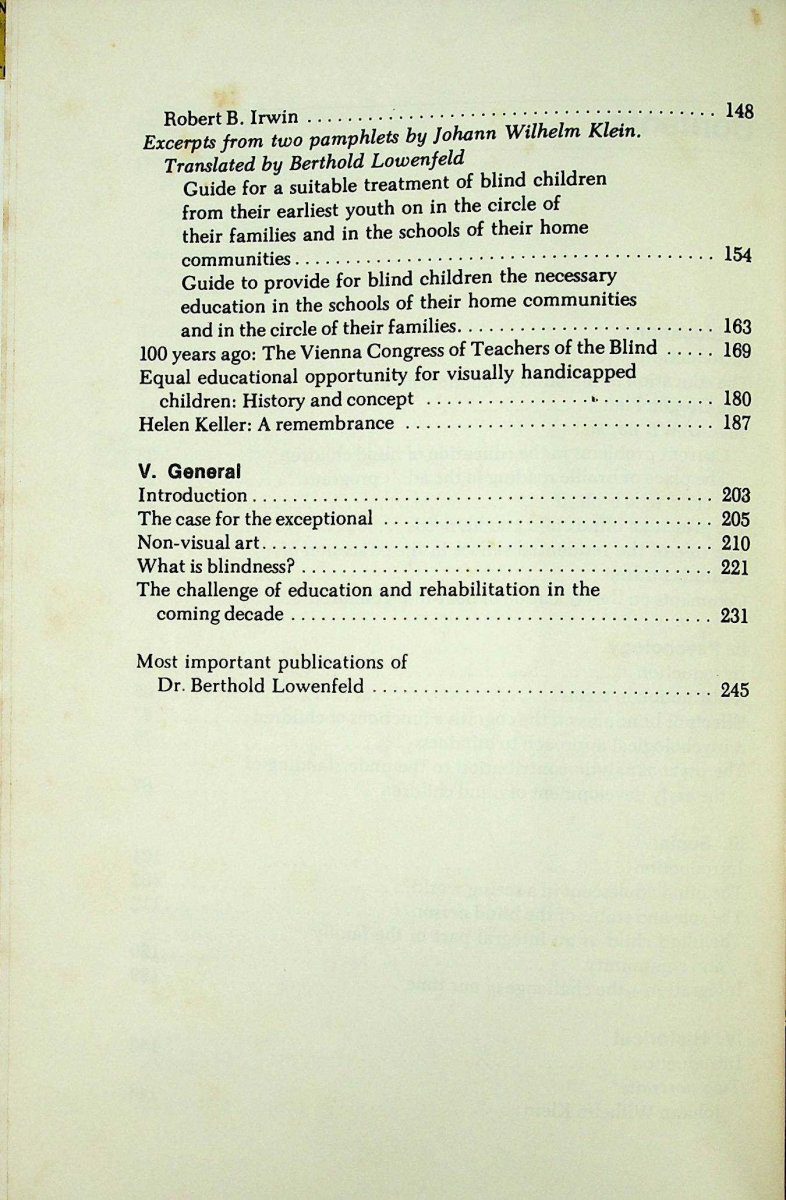 Robert B. Irwin . . . . . . . . . . . . . . . . . . . . . . . . . . . . . . . . . . . . . . . . 148
Excerpts from two pamphlets by Johann Wilhelm Klein.
Translated by Berthold Lowenfeld
Guide for a suitable treatment of blind children
from their earliest youth on in the circle of
their families and in the schools of their home
communities . . . . . . . . . . . . . . . . . . . . . . . . . . . . . . . . . . . . . . . . 154
Guide to provide for blind children the necessary
education in the schools of their home communities
and in the circle of their families. . . . . . . . . . . . . . . . . . . . . . . . . 163
100 years ago: The Vienna Congress of Teachers of the Blind . . . . . 169
Equal educational opportunity for visually handicapped
children: History and concept . . . . . . . . . . . . . . . . . . . . . . . . . . . 180
Helen Keller: A remembrance . . . . . . . . . . . . . . . . . . . . . . . . . . . . . 187
V. General
Introduction . . . . . . . . . . . . . . . . . . . . . . . . . . . . . . . . . . . . . . . . . . . 203
The case for the exceptional . . . . . . . . . . . . . . . . . . . . . . . . . . . . . . . 205
Non-visual art . . . . . . . . . . . . . . . . . . . . . . . . . . . . . . . . . . . . . . . . . . 210
What is blindness? . . . . . . . . . . . . . . . . . . . . . . . . . . . . . . . . . . . . . . 221
The challenge of education and rehabilitation in the
coming decade . . . . . . . . . . . . . . . . . . . . . . . . . . . . . . . . . . . . . . . 231
Most important publications of
Dr. Berthold Lowenfeld . . . . . . . . . . . . . . . . . . . . . . . . . . . . . . . . 245